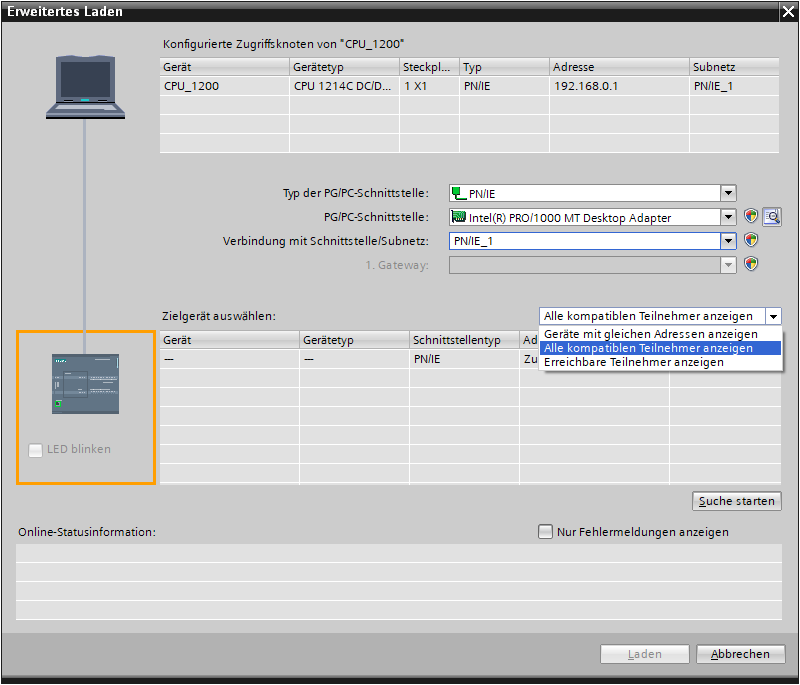 Erweitertes Laden
Konfigurierte Zugriffsknoten von "CPU_1200"
Gerät Gerätetyp Steckpl... Typ Adresse Subnetz
CPU_1200 CPU 1214C DC/D... 1 X1 PN/IE 192.168.0.1 PN/IE_1
Typ der PG/PC-Schnittstelle: PN/IE
PG/PC-Schnittstelle: Intel(R) PRO/1000 MT Desktop Adapter
Verbindung mit Schnittstelle/Subnetz: PN/IE_1
1. Gateway:
Zielgerät auswählen: Alle kompatiblen Teilnehmer anzeigen
Geräte mit gleichen Adressen anzeigen
Alle kompatiblen Teilnehmer anzeigen
Erreichbare Teilnehmer anzeigen
Gerät Gerätetyp Schnittstellentyp Ad
— — PN/IE Zu
LED blinken
Suche starten
Online-Statusinformation: Nur Fehlermeldungen anzeigen
Laden Abbrechen